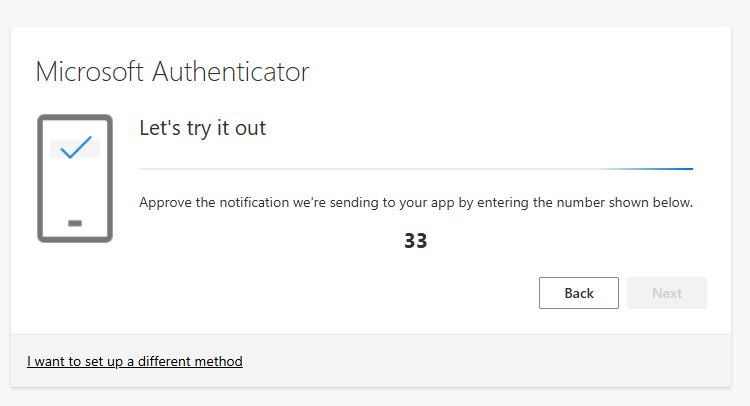 Microsoft Authenticator
Let's try it out
Approve the notification we're sending to your app by entering the number shown below.
33
Back
Next
I want to set up a different method